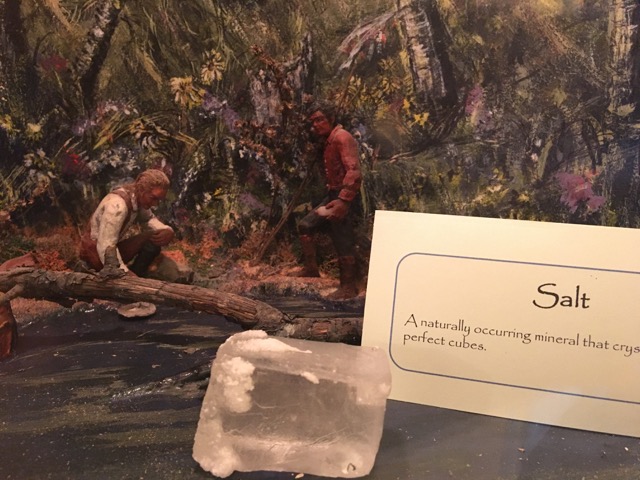 Salt
A naturally occurring mineral that crys
perfect cubes.